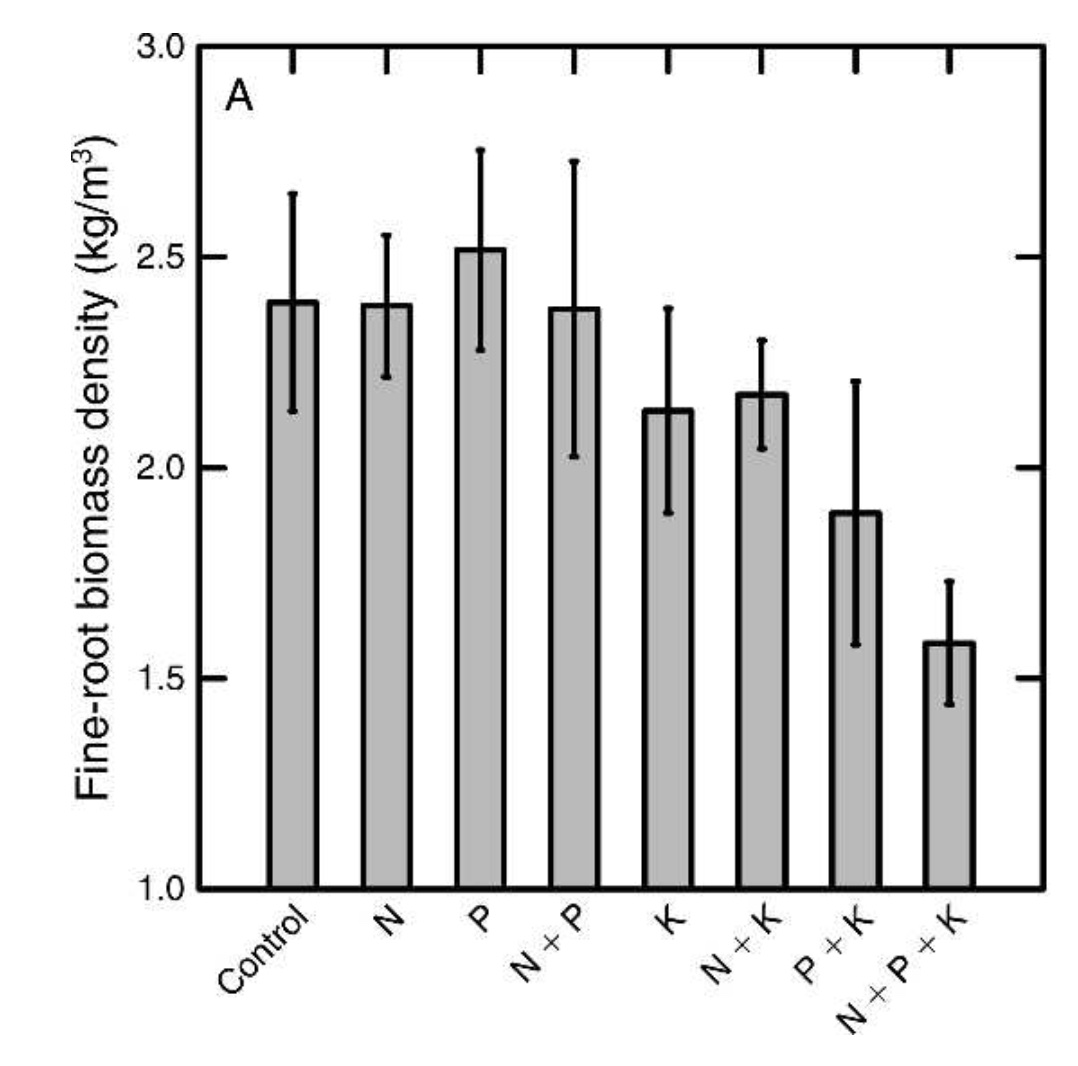 A
Fine-root biomass density (kg/m³)
3.0
2.5
2.0
1.5
1.0
Control
N
P
N + P
K
N + K
P + K
N + P + K